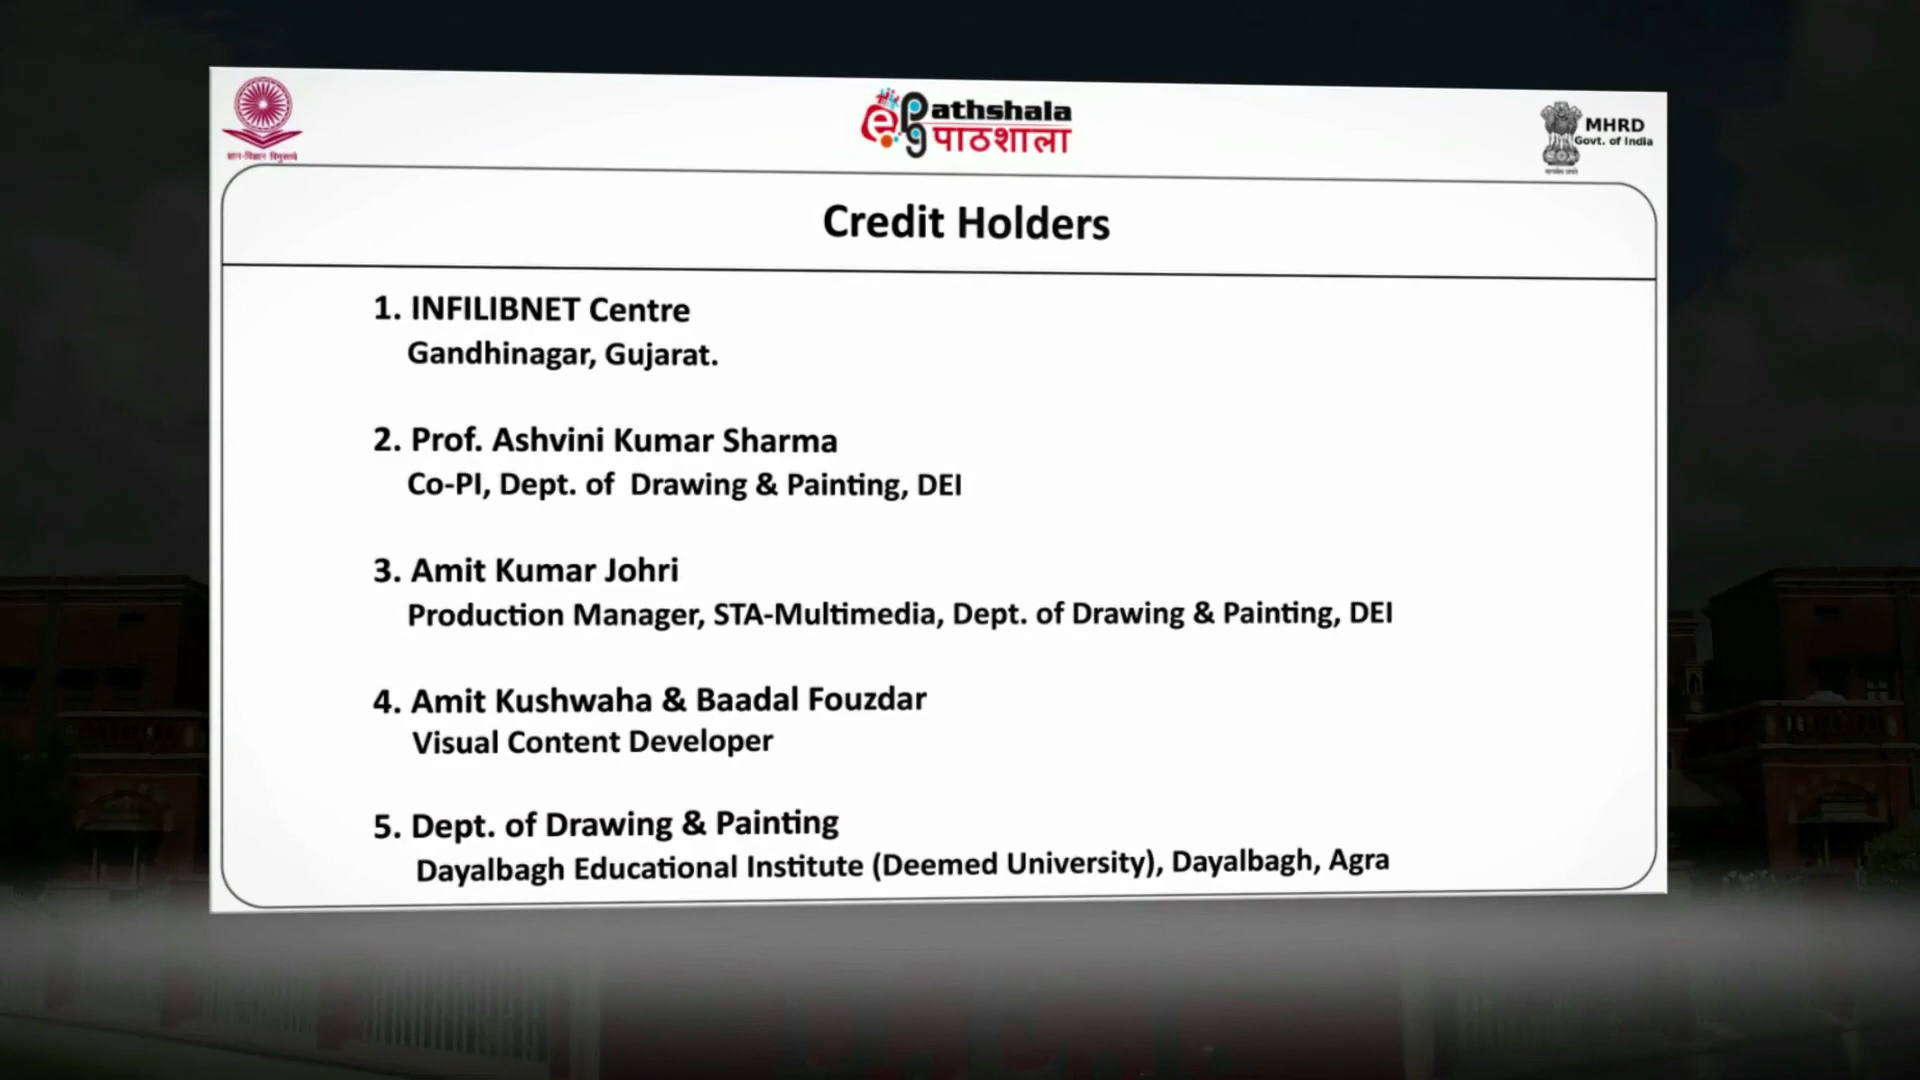 ज्ञान-विज्ञान विमुक्तये
ePG
athshala
पाठशाला
MHRD
Govt. of India
Credit Holders
1. INFILIBNET Centre
Gandhinagar, Gujarat.
2. Prof. Ashvini Kumar Sharma
Co-PI, Dept. of Drawing & Painting, DEI
3. Amit Kumar Johri
Production Manager, STA-Multimedia, Dept. of Drawing & Painting, DEI
4. Amit Kushwaha & Baadal Fouzdar
Visual Content Developer
5. Dept. of Drawing & Painting
Dayalbagh Educational Institute (Deemed University), Dayalbagh, Agra